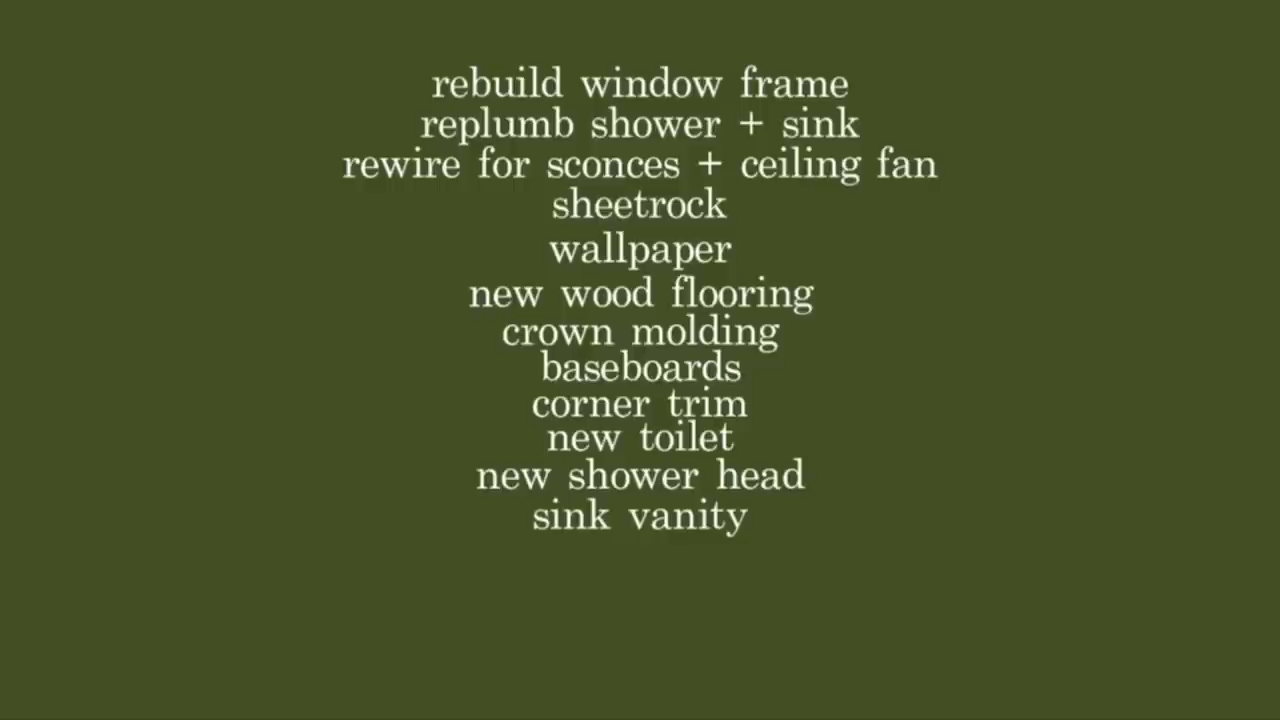 rebuild window frame
replumb shower + sink
rewire for sconces + ceiling fan
sheetrock
wallpaper
new wood flooring
crown molding
baseboards
corner trim
new toilet
new shower head
sink vanity